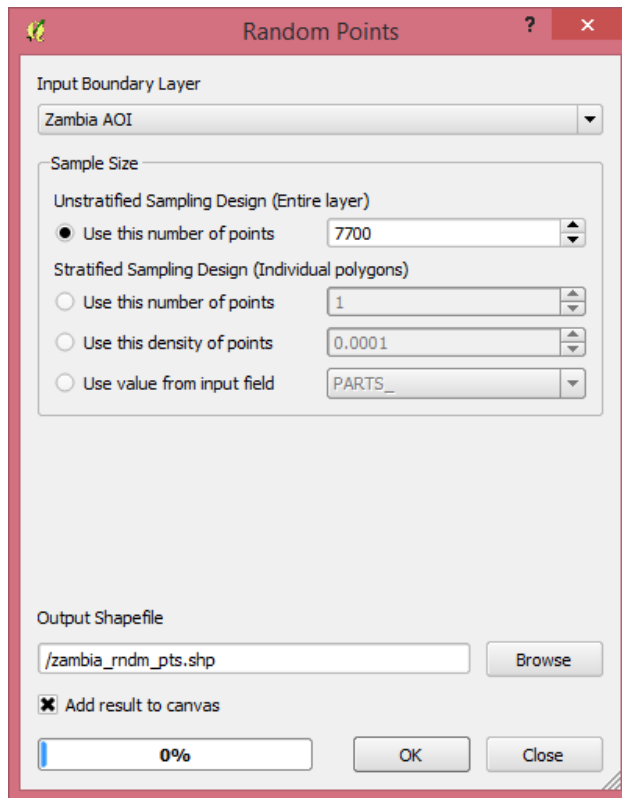 Random Points
?
×
Input Boundary Layer
Zambia AOI
Sample Size
Unstratified Sampling Design (Entire layer)
Use this number of points 7700
Stratified Sampling Design (Individual polygons)
Use this number of points 1
Use this density of points 0.0001
Use value from input field PARTS_
Output Shapefile
/zambia_rndm_pts.shp Browse
Add result to canvas
0% OK Close